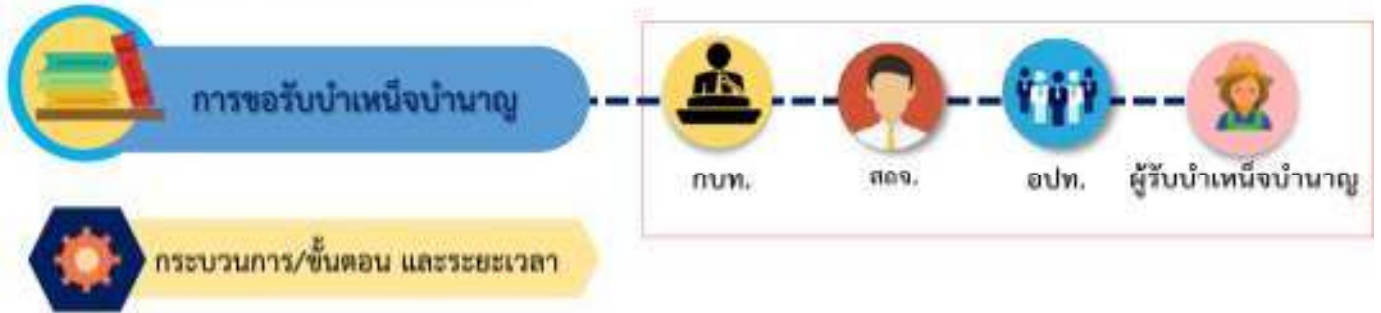 การขอรับบำเหน็จบำนาญ
กบท.
สถจ.
อปท.
ผู้รับบำเหน็จบำนาญ
กระบวนการ/ขั้นตอน และระยะเวลา